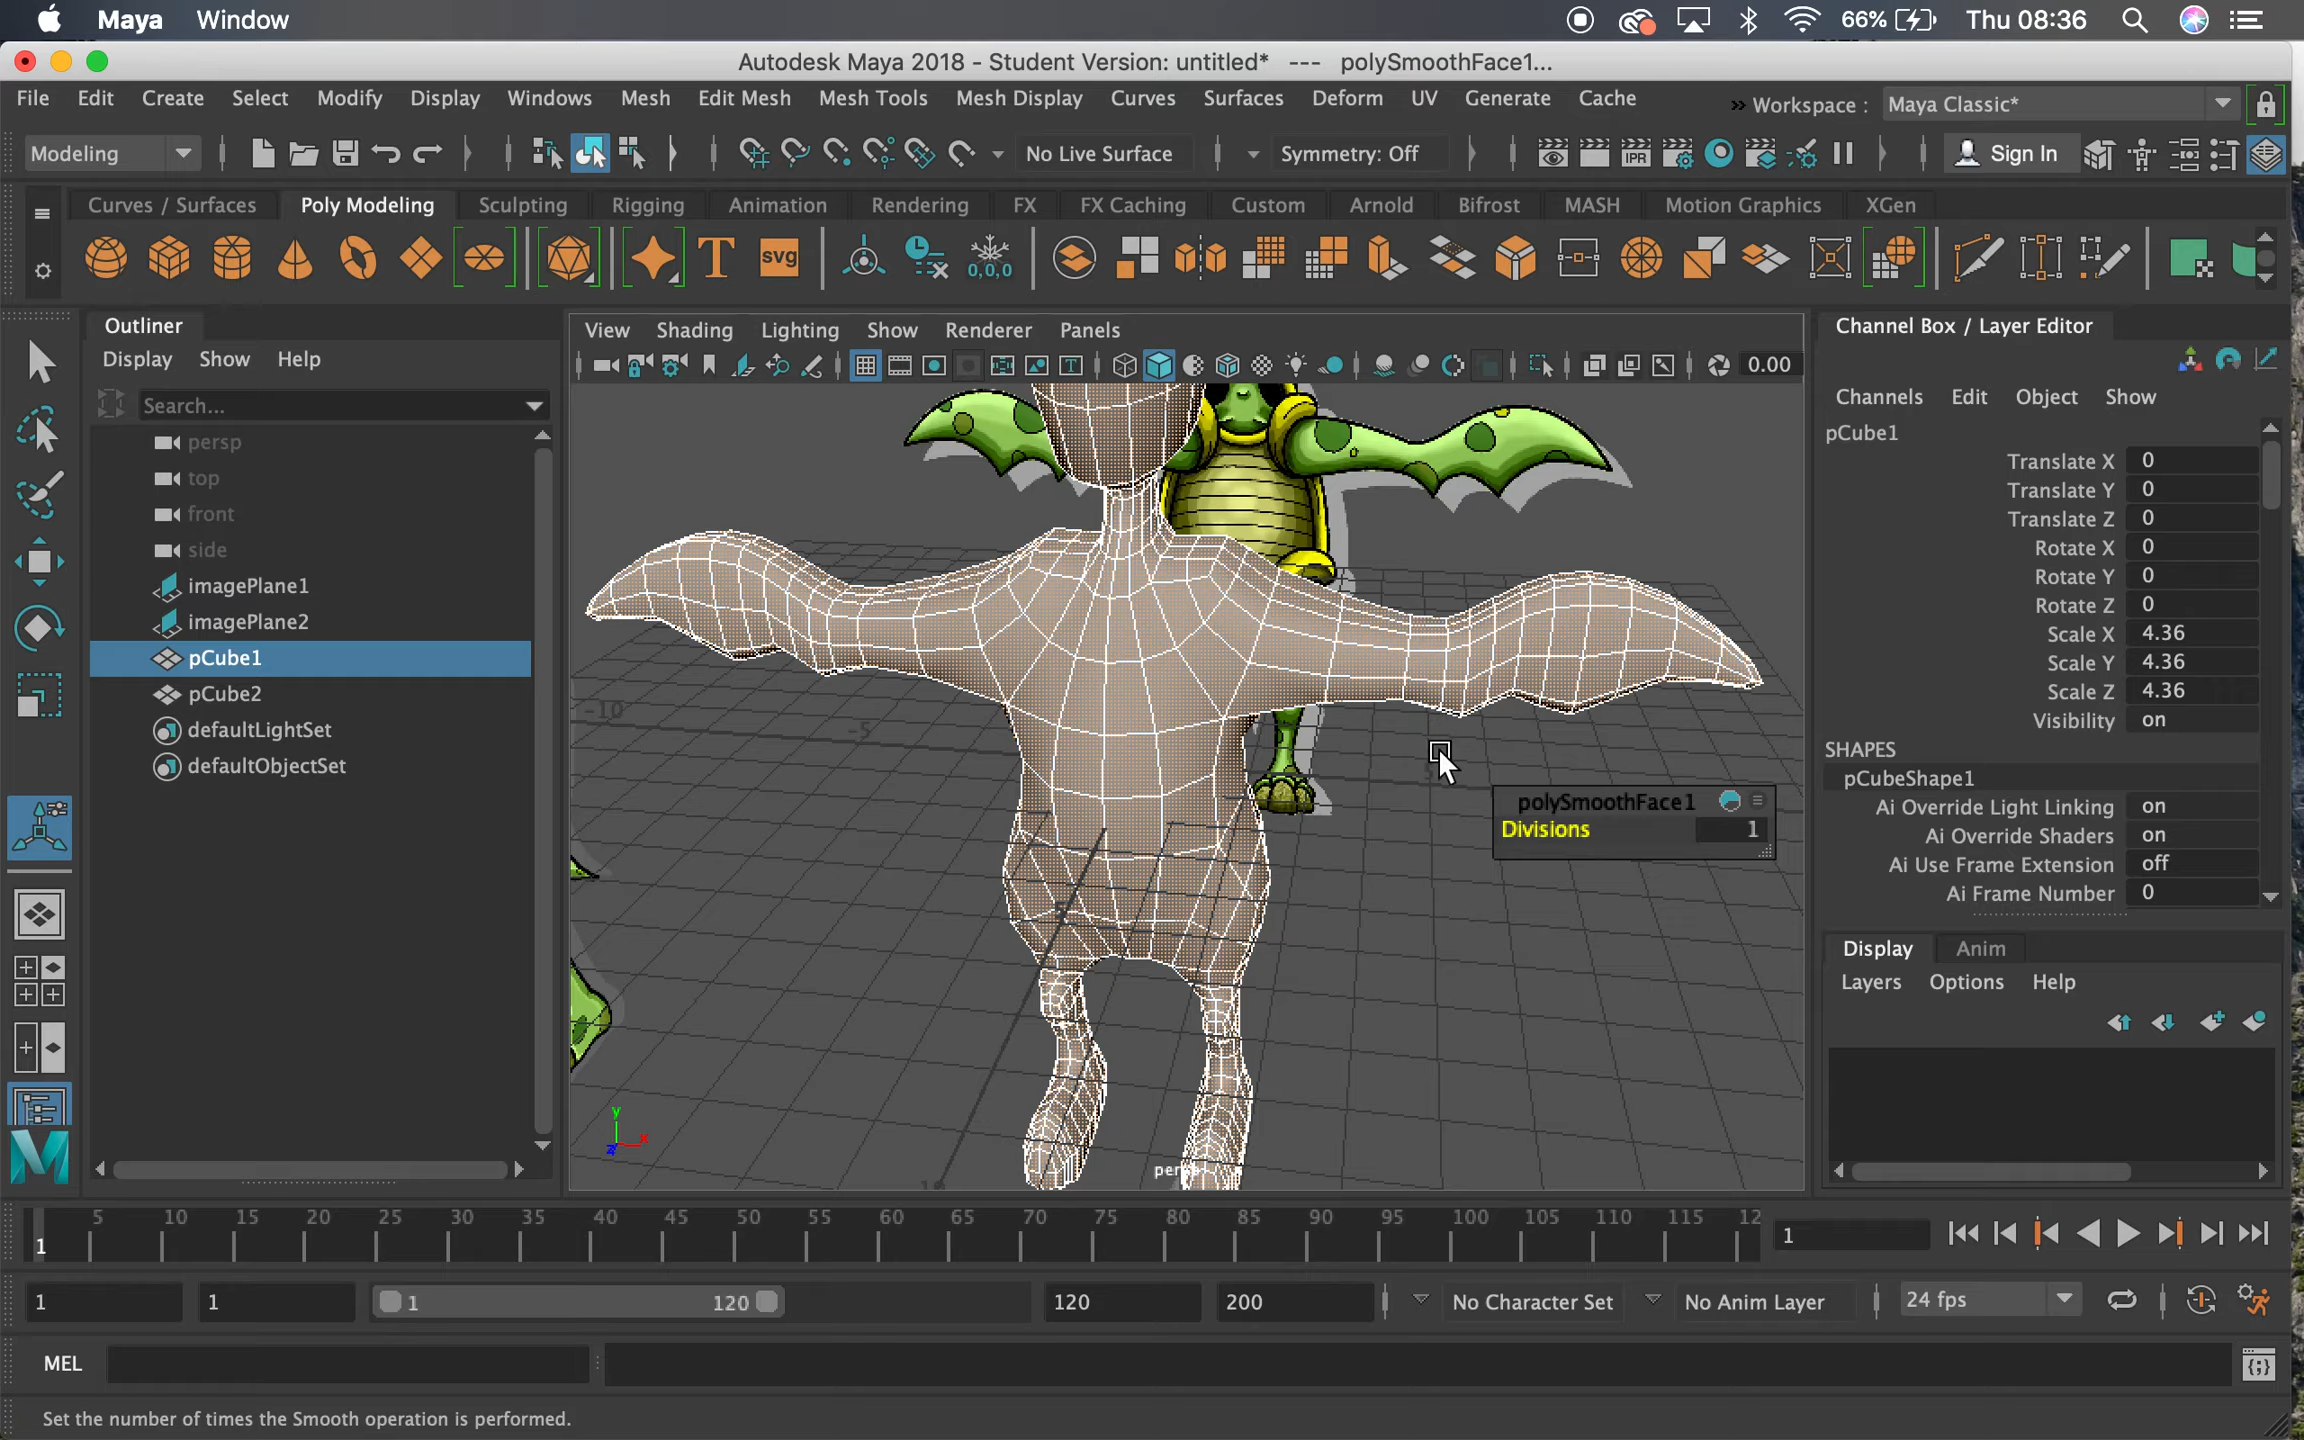 Maya Window 66% Thu 08:36
Autodesk Maya 2018 - Student Version: untitled* --- polySmoothFace1...
File Edit Create Select Modify Display Windows Mesh Edit Mesh Mesh Tools Mesh Display Curves Surfaces Deform UV Generate Cache » Workspace : Maya Classic*
Modeling No Live Surface Symmetry: Off IPR Sign In
Curves / Surfaces Poly Modeling Sculpting Rigging Animation Rendering FX FX Caching Custom Arnold Bifrost MASH Motion Graphics XGen
T svg 0,0,0
Outliner
Display Show Help
Search...
persp
top
front
side
imagePlane1
imagePlane2
pCube1
pCube2
defaultLightSet
defaultObjectSet
View Shading Lighting Show Renderer Panels
T 0.00
-10
-5
5
polySmoothFace1
Divisions 1
y
x
z
10
Channel Box / Layer Editor
Channels Edit Object Show
pCube1
Translate X 0
Translate Y 0
Translate Z 0
Rotate X 0
Rotate Y 0
Rotate Z 0
Scale X 4.36
Scale Y 4.36
Scale Z 4.36
Visibility on
SHAPES
pCubeShape1
Ai Override Light Linking on
Ai Override Shaders on
Ai Use Frame Extension off
Ai Frame Number 0
Display Anim
Layers Options Help
5 10 15 20 25 30 35 40 45 50 55 60 65 70 75 80 85 90 95 100 105 110 115 12
1 1
1 1 1 120 120 200 No Character Set No Anim Layer 24 fps
MEL
Set the number of times the Smooth operation is performed.